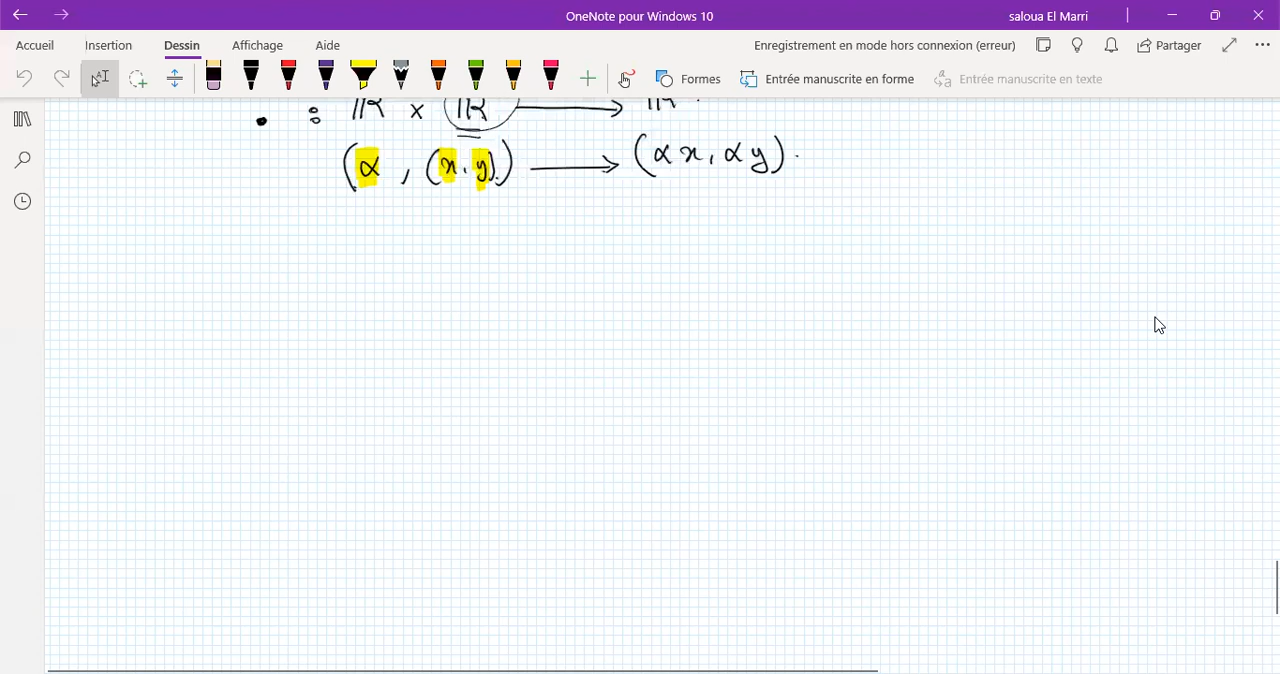 OneNote pour Windows 10
saloua El Marri
Accueil Insertion Dessin Affichage Aide
Enregistrement en mode hors connexion (erreur)
Partager
Formes
Entrée manuscrite en forme
Entrée manuscrite en texte
• : ℝ × ℝ ⟶ ℝ .
(α , (x, y)) ⟶ (αx, αy) .